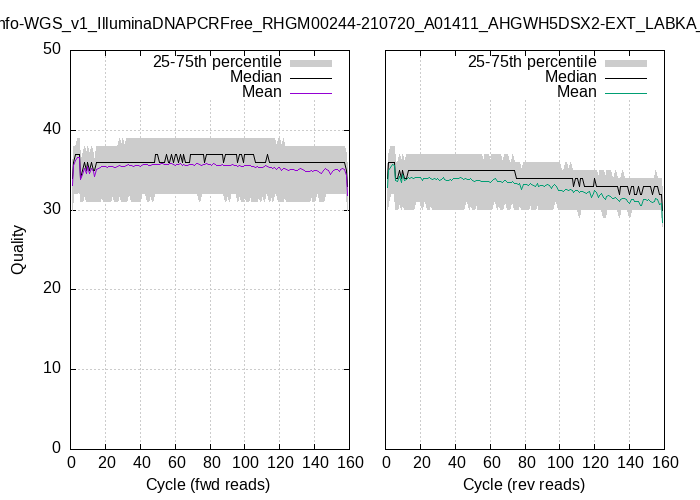 nfo-WGS_v1_IlluminaDNAPCRFree_RHGM00244-210720_A01411_AHGWH5DSX2-EXT_LABKA_
25-75th percentile
Median
Mean
50
40
30
20
10
0
Quality
0 20 40 60 80 100 120 140 160
Cycle (fwd reads)
25-75th percentile
Median
Mean
0 20 40 60 80 100 120 140 160
Cycle (rev reads)